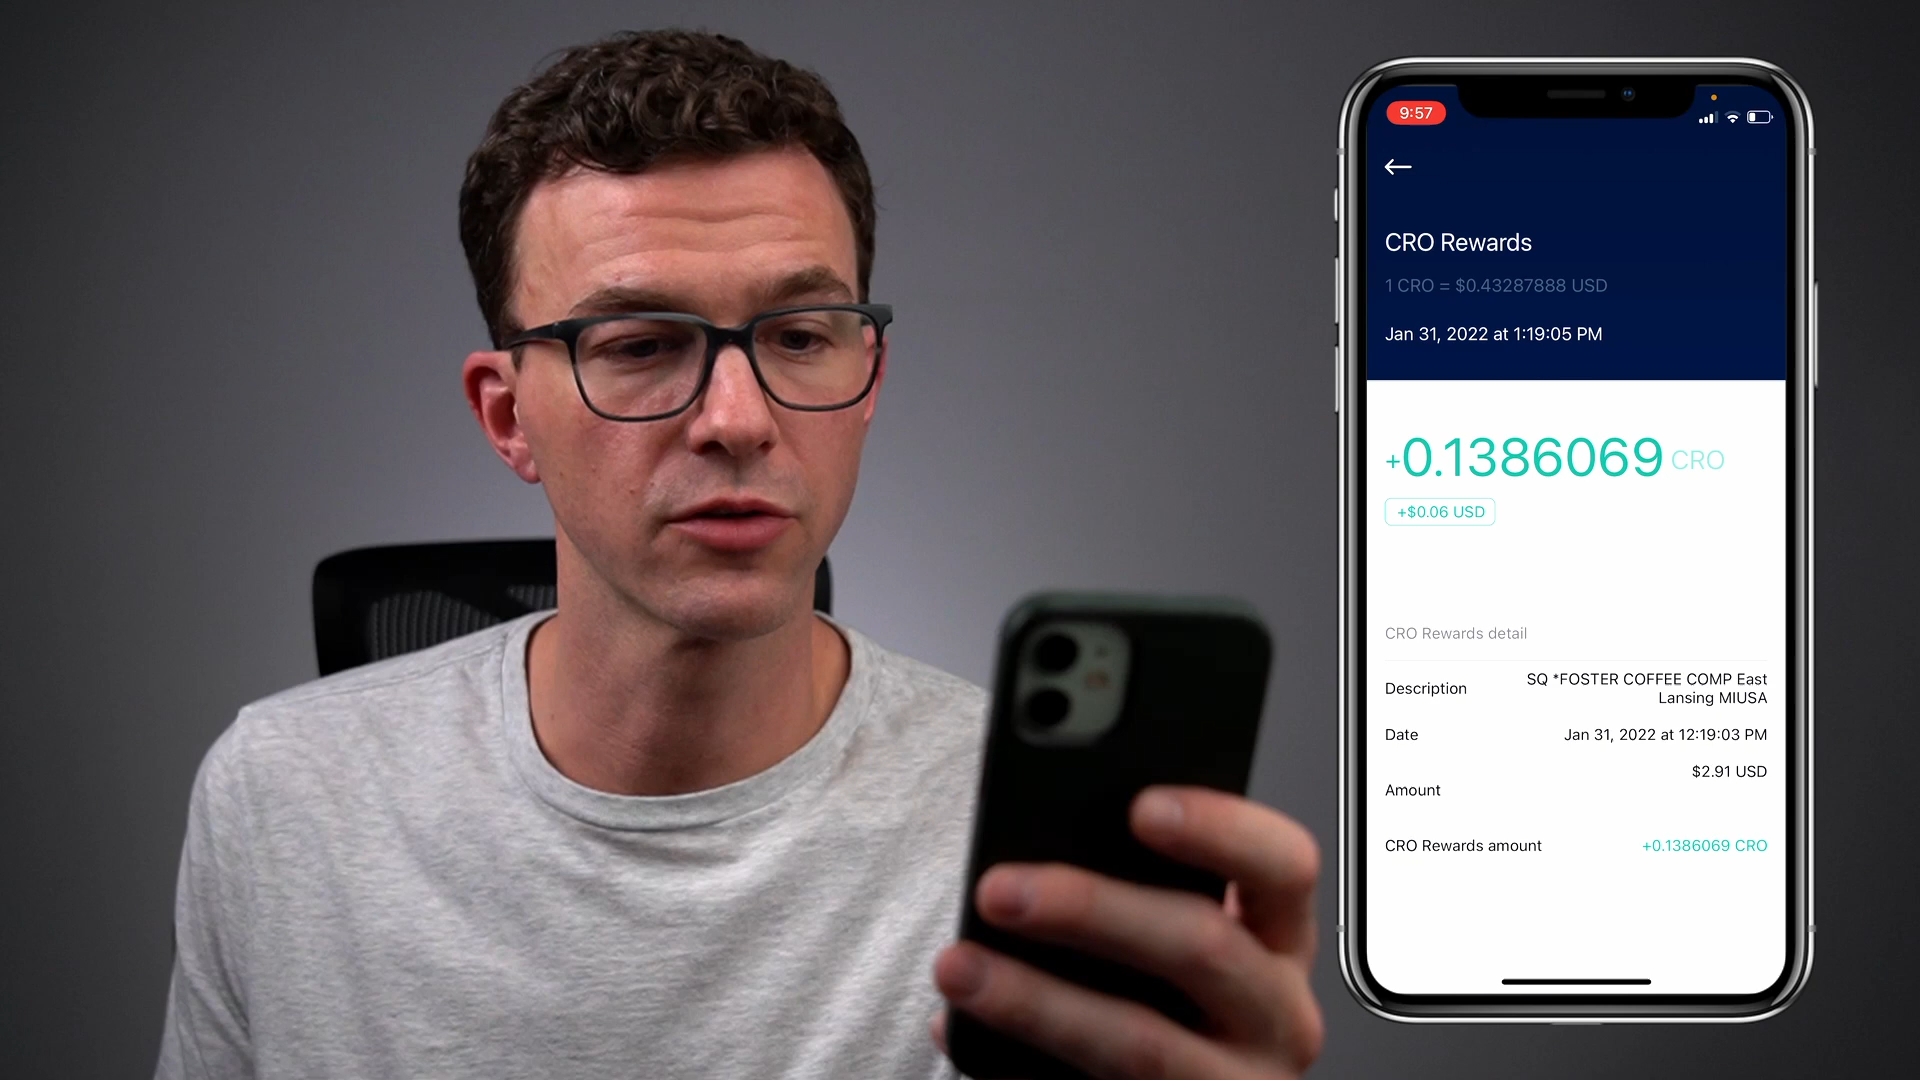 9:57
CRO Rewards
1 CRO = $0.43287888 USD
Jan 31, 2022 at 1:19:05 PM
+0.1386069 CRO
+$0.06 USD
CRO Rewards detail
Description SQ *FOSTER COFFEE COMP East
Lansing MIUSA
Date Jan 31, 2022 at 12:19:03 PM
$2.91 USD
Amount
CRO Rewards amount +0.1386069 CRO